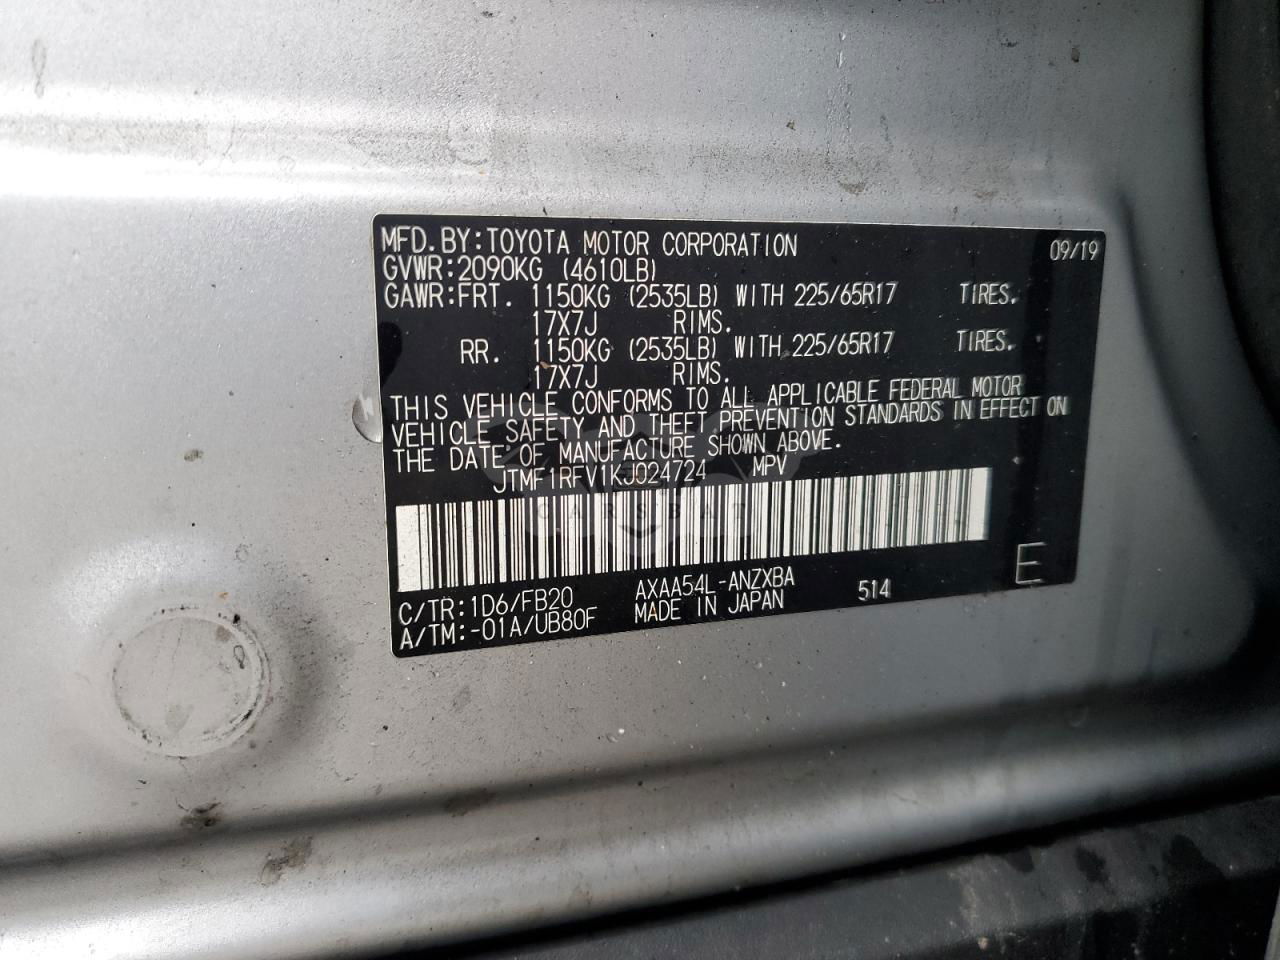 MFD.BY:TOYOTA MOTOR CORPORATION 09/19
GVWR:2090KG (4610LB)
GAWR:FRT. 1150KG (2535LB) WITH 225/65R17 TIRES.
17X7J RIMS.
RR. 1150KG (2535LB) WITH 225/65R17 TIRES.
17X7J RIMS.
THIS VEHICLE CONFORMS TO ALL APPLICABLE FEDERAL MOTOR
VEHICLE SAFETY AND THEFT PREVENTION STANDARDS IN EFFECT ON
THE DATE OF MANUFACTURE SHOWN ABOVE.
JTMF1RFV1KJ024724 MPV
CARSBAT
C/TR:1D6/FB20 AXAA54L-ANZXBA 514 E
A/TM:-01A/UB80F MADE IN JAPAN